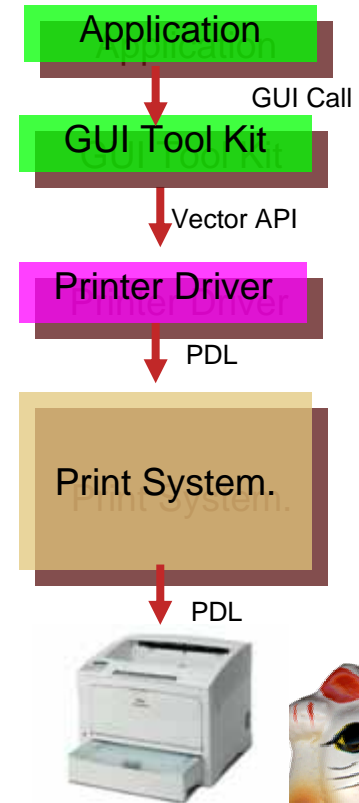 Application
GUI Call
GUI Tool Kit
Vector API
Printer Driver
PDL
Print System.
PDL